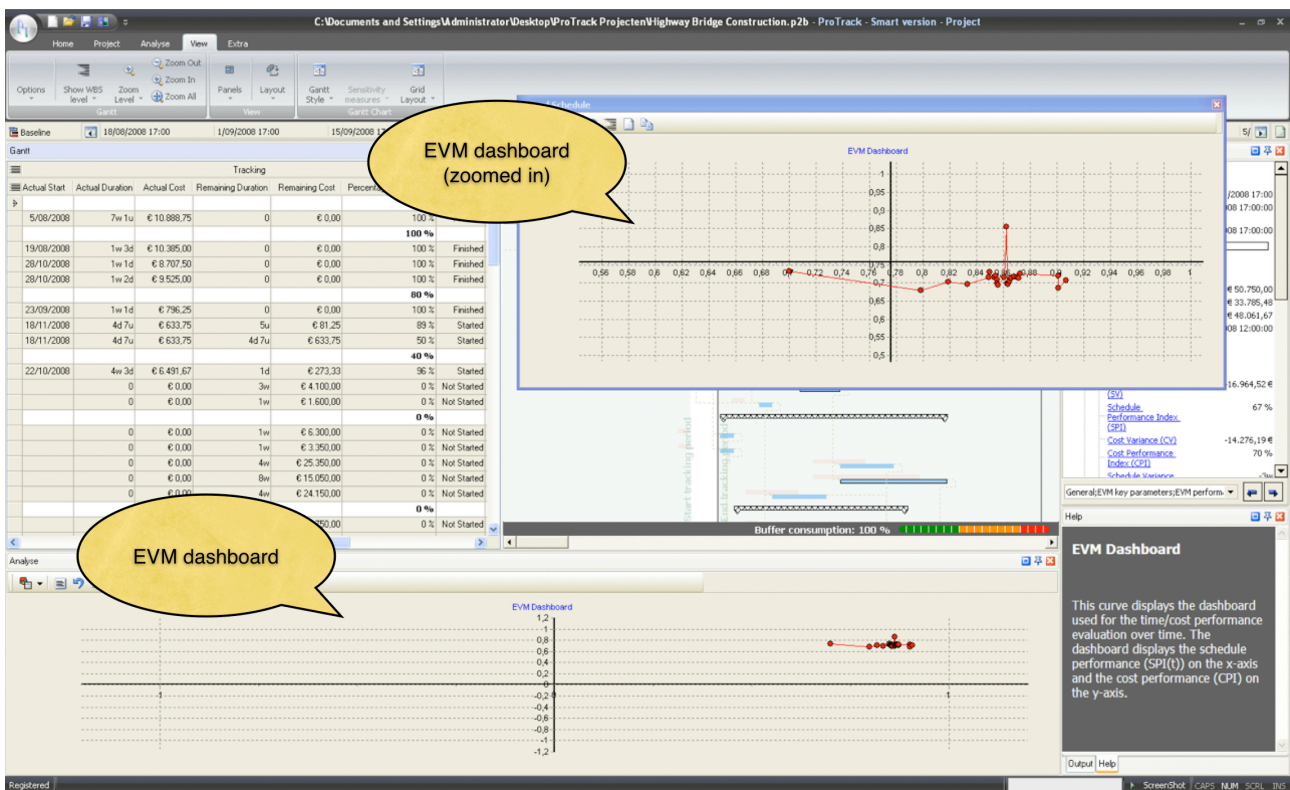 C:\Documents and Settings\Administrator\Desktop\ProTrack Projecten\Highway Bridge Construction.p2b - ProTrack - Smart version - Project
Home Project Analyse View Extra
Options
Show WBS level
Zoom Level
Zoom Out
Zoom In
Zoom All
Gantt
Panels
Layout
View
Gantt Style
Sensitivity measures
Grid Layout
Gantt Chart
Baseline 18/08/2008 17:00 1/09/2008 17:00 5/
Gantt
Tracking
Actual Start Actual Duration Actual Cost Remaining Duration Remaining Cost
5/08/2008 7w 1u € 10.888,75 0 € 0,00 100 %
100 %
19/08/2008 1w 3d € 10.385,00 0 € 0,00 100 % Finished
28/10/2008 1w 1d € 8.707,50 0 € 0,00 100 % Finished
28/10/2008 1w 2d € 9.525,00 0 € 0,00 100 % Finished
80 %
23/09/2008 1w 1d € 796,25 0 € 0,00 100 % Finished
18/11/2008 4d 7u € 633,75 5u € 81,25 89 % Started
18/11/2008 4d 7u € 633,75 4d 7u € 633,75 50 % Started
40 %
22/10/2008 4w 3d € 6.491,67 1d € 273,33 96 % Started
0 € 0,00 3w € 4.100,00 0 % Not Started
0 € 0,00 1w € 1.600,00 0 % Not Started
0 %
0 € 0,00 1w € 6.300,00 0 % Not Started
0 € 0,00 1w € 3.350,00 0 % Not Started
0 € 0,00 4w € 25.350,00 0 % Not Started
0 € 0,00 8w € 15.050,00 0 % Not Started
0 € 0,00 4w € 24.150,00 0 % Not Started
0 %
0 % Not Started
EVM dashboard
(zoomed in)
Schedule
EVM Dashboard
1
0,95
0,9
0,85
0,8
0,75
0,56 0,58 0,6 0,62 0,64 0,66 0,68 0,72 0,74 0,76 0,78 0,8 0,82 0,84 0,88 0,9 0,92 0,94 0,96 0,98 1
0,65
0,6
0,55
0,5
/2008 17:00
008 17:00:00
008 17:00:00
€ 50.750,00
€ 33.785,48
€ 48.061,67
008 12:00:00
-16.964,52 €
(SV)
Schedule Performance Index (SPI) 67 %
Cost Variance (CV) -14.276,19 €
Cost Performance Index (CPI) 70 %
Schedule Variance -3w
General;EVM key parameters;EVM perform.
Start tracking period
End tracking period
Buffer consumption: 100 %
Analyse
EVM dashboard
EVM Dashboard
1,2
1
0,8
0,6
0,4
0,2
0
-1 1
-0,2
-0,4
-0,6
-0,8
-1
-1,2
Help
EVM Dashboard
This curve displays the dashboard
used for the time/cost performance
evaluation over time. The
dashboard displays the schedule
performance (SPI(t)) on the x-axis
and the cost performance (CPI) on
the y-axis.
Output Help
Registered
ScreenShot CAPS NUM SCRL INS